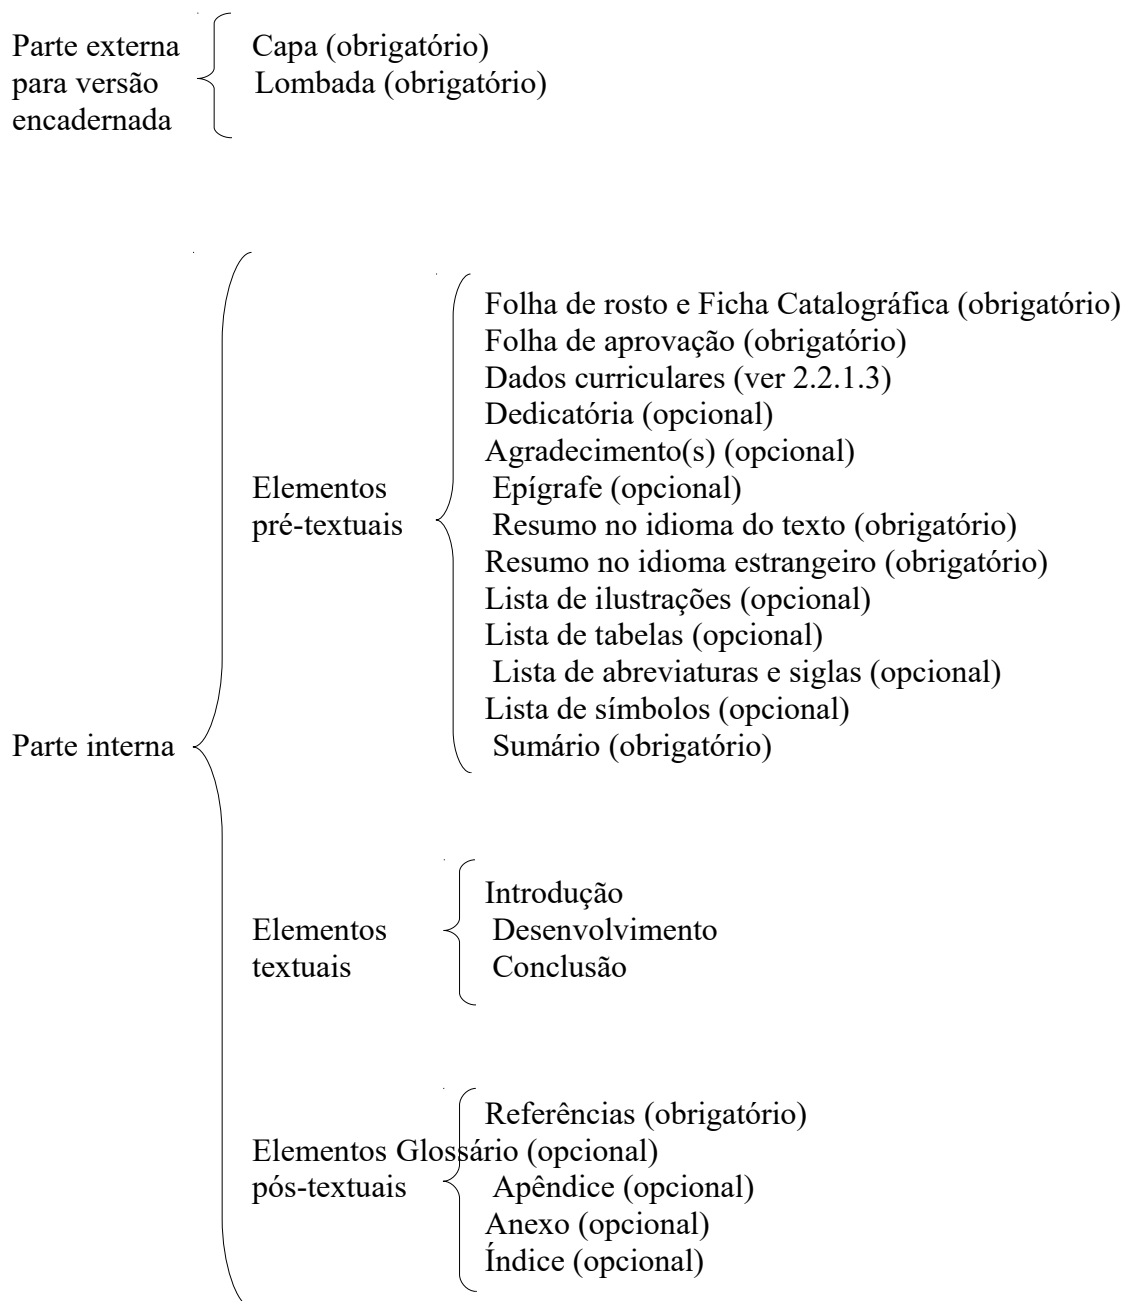 Parte externa
para versão
encadernada
Capa (obrigatório)
Lombada (obrigatório)
Parte interna
Elementos
pré-textuais
Folha de rosto e Ficha Catalográfica (obrigatório)
Folha de aprovação (obrigatório)
Dados curriculares (ver 2.2.1.3)
Dedicatória (opcional)
Agradecimento(s) (opcional)
Epígrafe (opcional)
Resumo no idioma do texto (obrigatório)
Resumo no idioma estrangeiro (obrigatório)
Lista de ilustrações (opcional)
Lista de tabelas (opcional)
Lista de abreviaturas e siglas (opcional)
Lista de símbolos (opcional)
Sumário (obrigatório)
Elementos
textuais
Introdução
Desenvolvimento
Conclusão
Referências (obrigatório)
Elementos Glossário (opcional)
pós-textuais
Apêndice (opcional)
Anexo (opcional)
Índice (opcional)